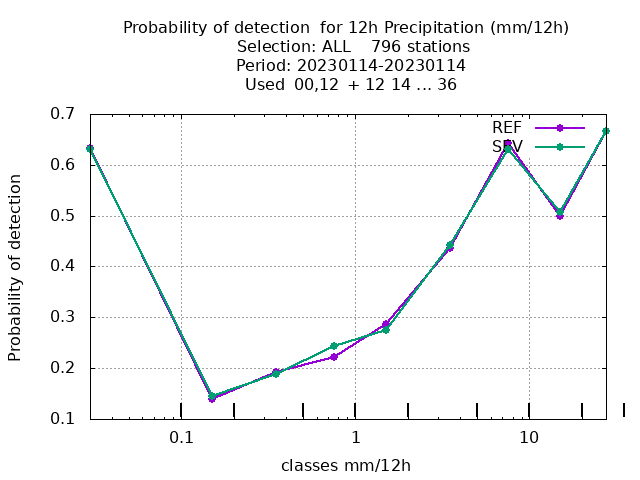 Probability of detection  for 12h Precipitation (mm/12h)
Selection: ALL    796 stations
Period: 20230114-20230114
Used  00,12  + 12 14 ... 36
REF
0.7
0.6
0.5
0.4
0.3
0.2
0.1
Probability of detection
0.1
1
10
classes mm/12h